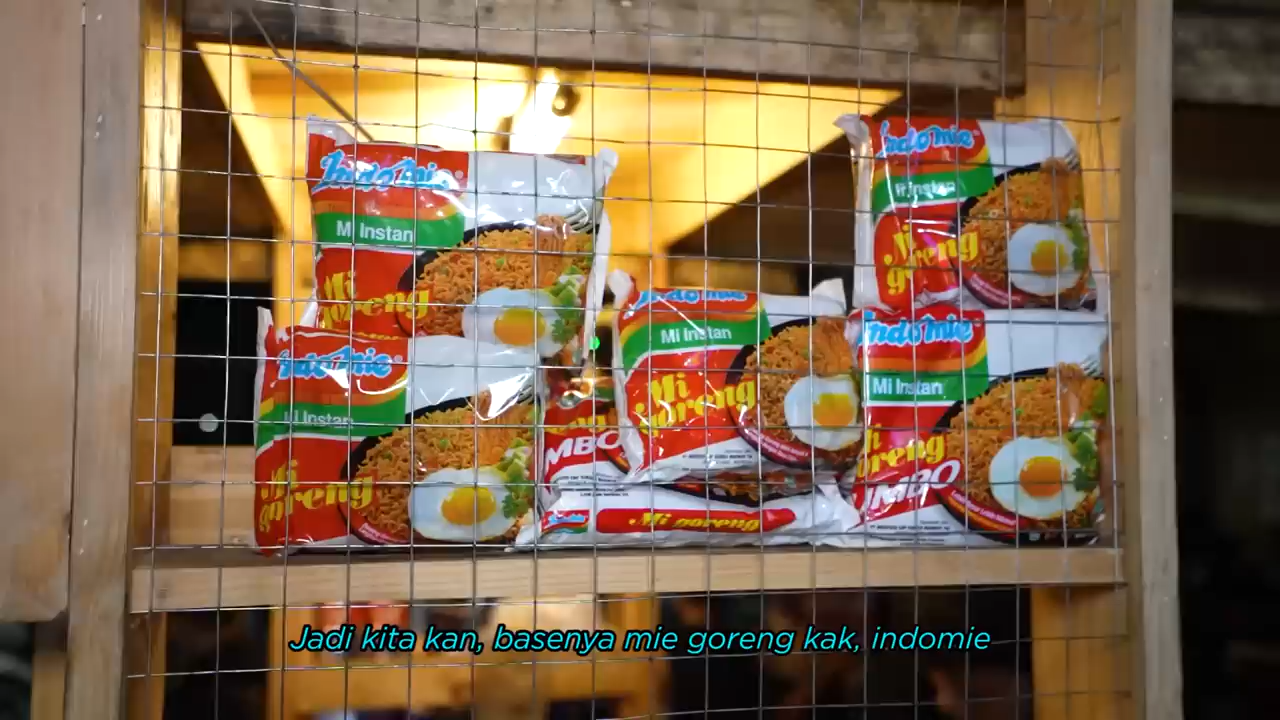 Indomie
Mi Instan
Mi
goreng
Indomie
Mi Instan
Mi
goreng
Indomie
Mi Instan
Mi
goreng
Indomie
Mi Instan
Mi
goreng
Indomie
Mi Instan
Mi
goreng
JUMBO
Mi goreng
Jadi kita kan, basenya mie goreng kak, indomie